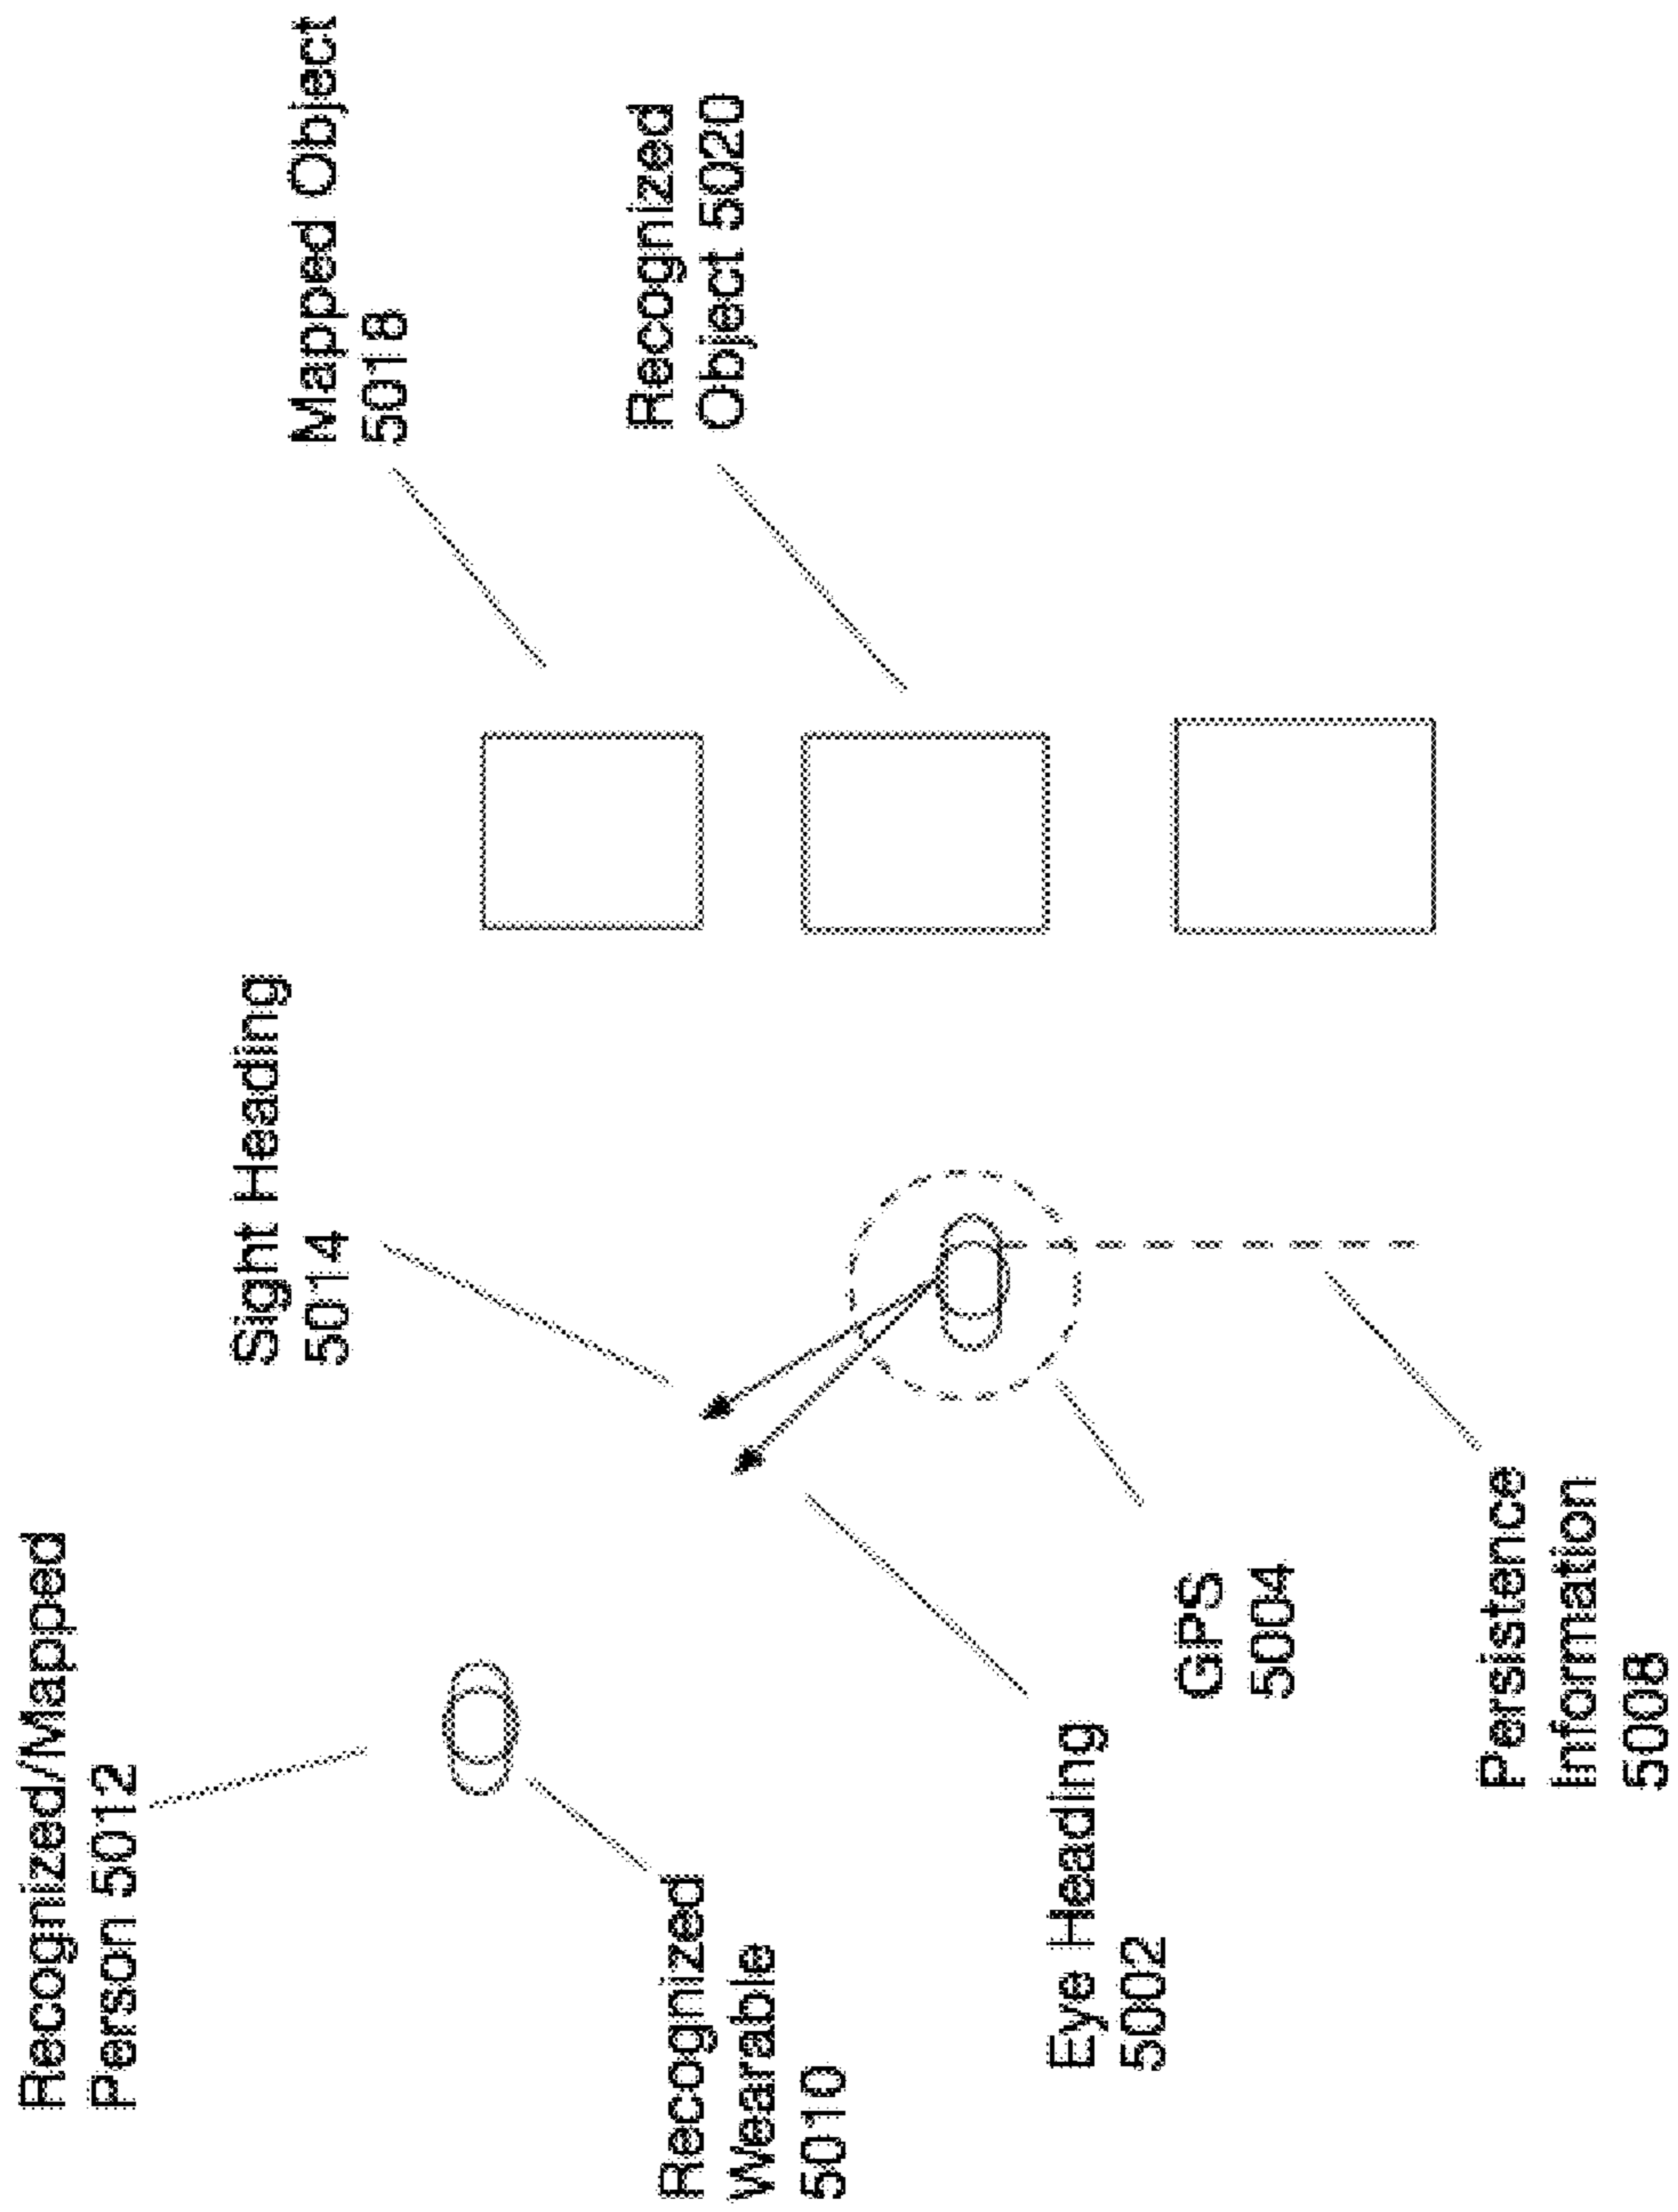 Recognized/Mapped
Person 5012
Sight Heading
5014
Mapped Object
5018
Recognized
Object 5020
Recognized
Wearable
5010
Eye Heading
5002
GPS
5004
Persistence
Information
5008